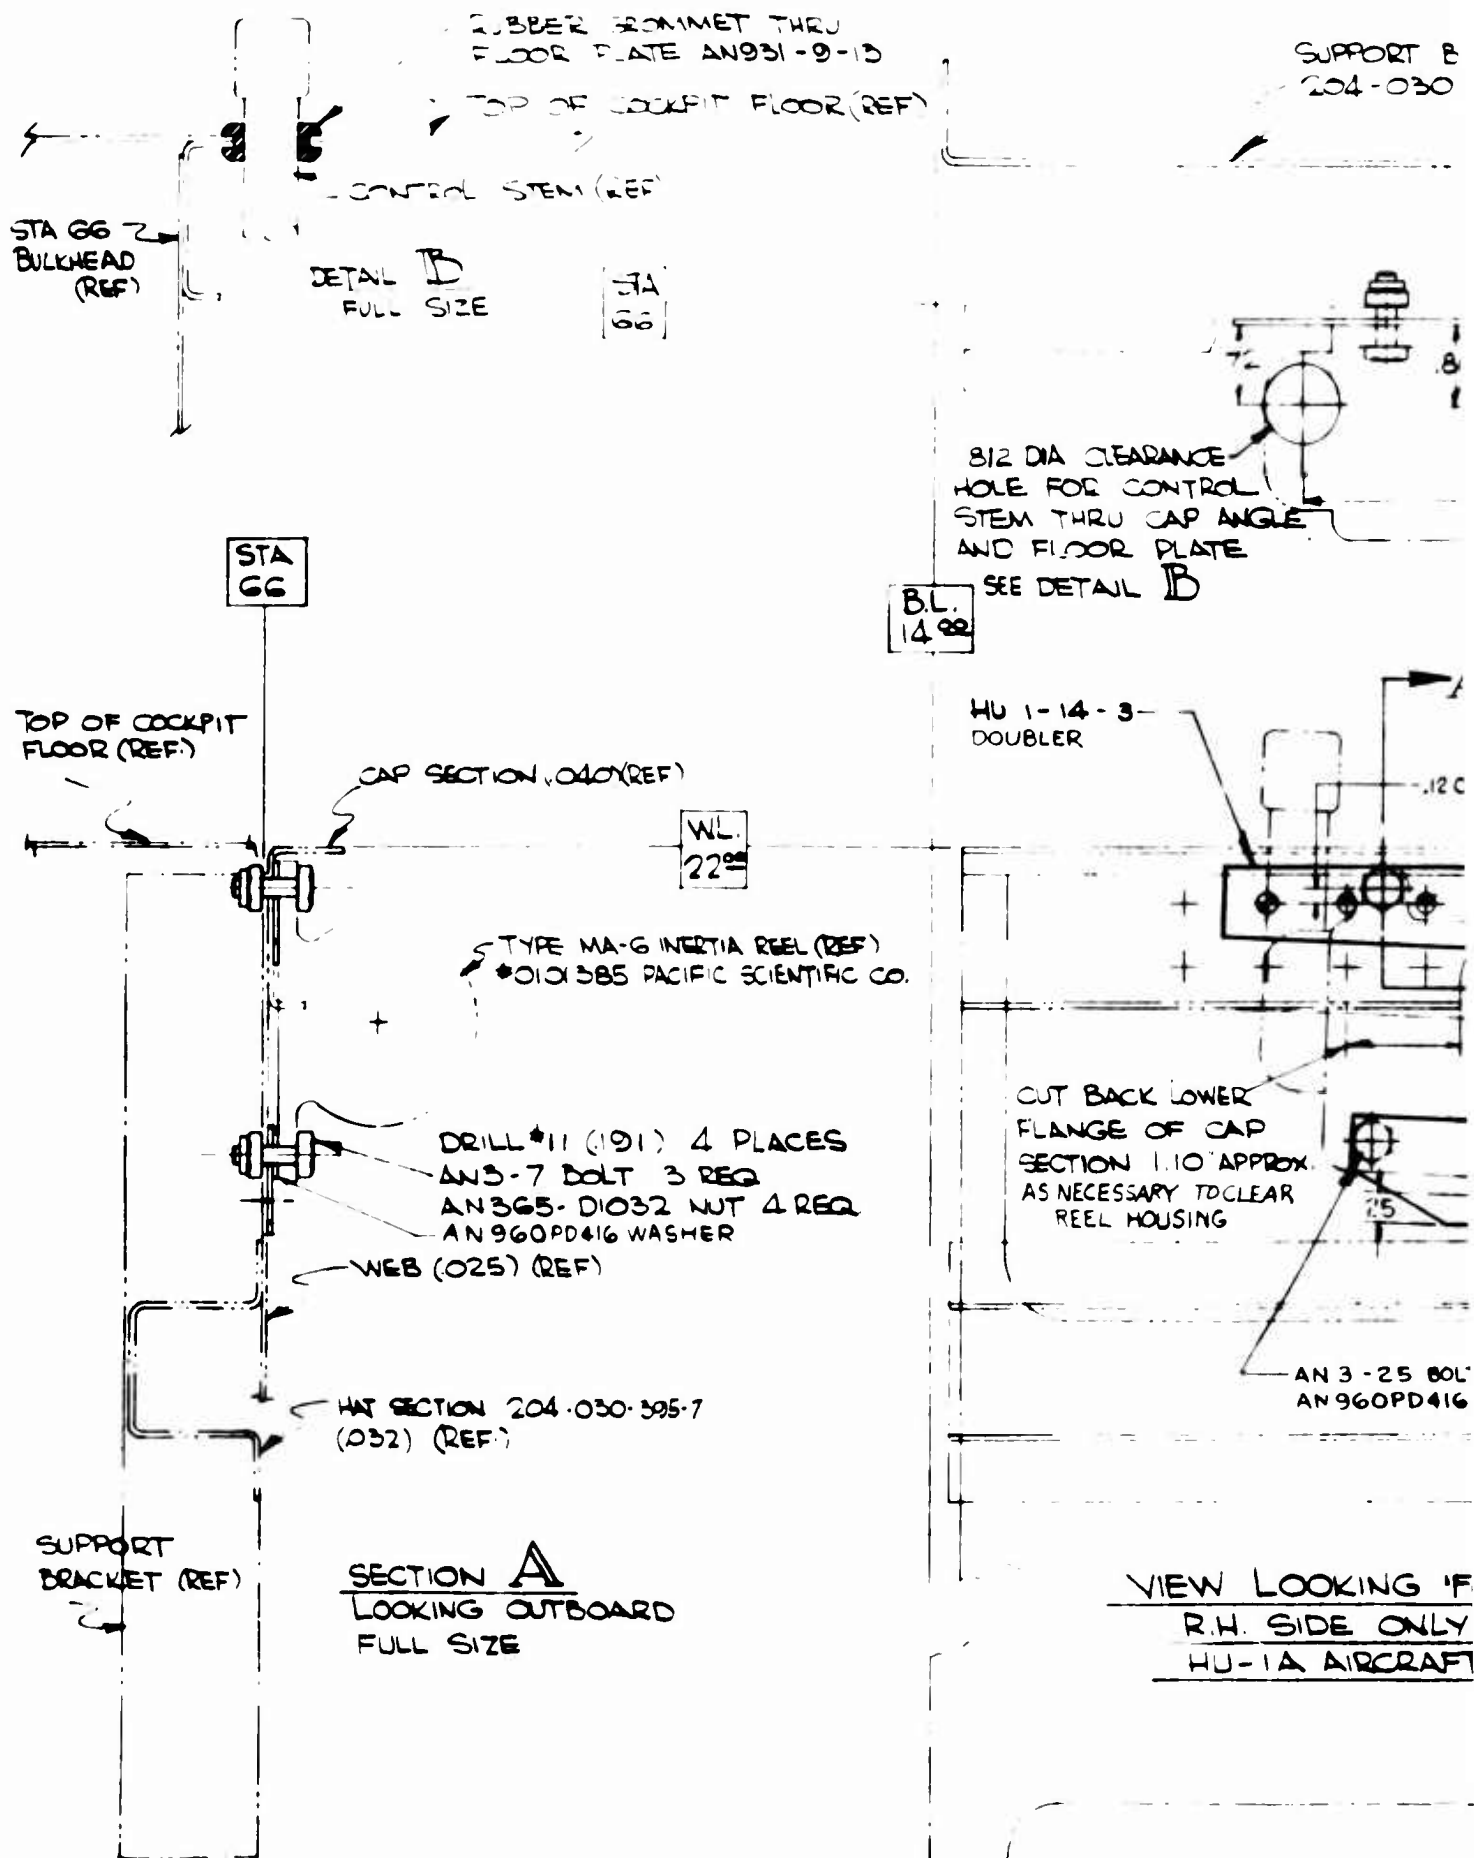 RUBBER GROMMET THRU
FLOOR PLATE AN931-9-13
TOP OF COCKPIT FLOOR (REF)
CONTROL STEM (REF)
STA 66
BULKHEAD
(REF)
DETAIL B
FULL SIZE
STA
66
SUPPORT B
204-030
.72
.8
812 DIA CLEARANCE
HOLE FOR CONTROL
STEM THRU CAP ANGLE
AND FLOOR PLATE
SEE DETAIL B
STA
66
B.L.
14 00
TOP OF COCKPIT
FLOOR (REF.)
CAP SECTION .040 (REF)
WL.
22 00
HU 1-14-3
DOUBLER
A
.12 C
TYPE MA-6 INERTIA REEL (REF)
#0101385 PACIFIC SCIENTIFIC CO.
DRILL #11 (.191) 4 PLACES
AN3-7 BOLT 3 REQ
AN365-D1032 NUT 4 REQ
AN960PD416 WASHER
WEB (.025) (REF)
CUT BACK LOWER
FLANGE OF CAP
SECTION 1.10 APPROX.
AS NECESSARY TO CLEAR
REEL HOUSING
.25
AN 3-25 BOLT
AN960PD416
HAT SECTION 204-030-395-7
(.032) (REF.)
SUPPORT
BRACKET (REF)
SECTION A
LOOKING OUTBOARD
FULL SIZE
VIEW LOOKING F
R.H. SIDE ONLY
HU-1A AIRCRAFT